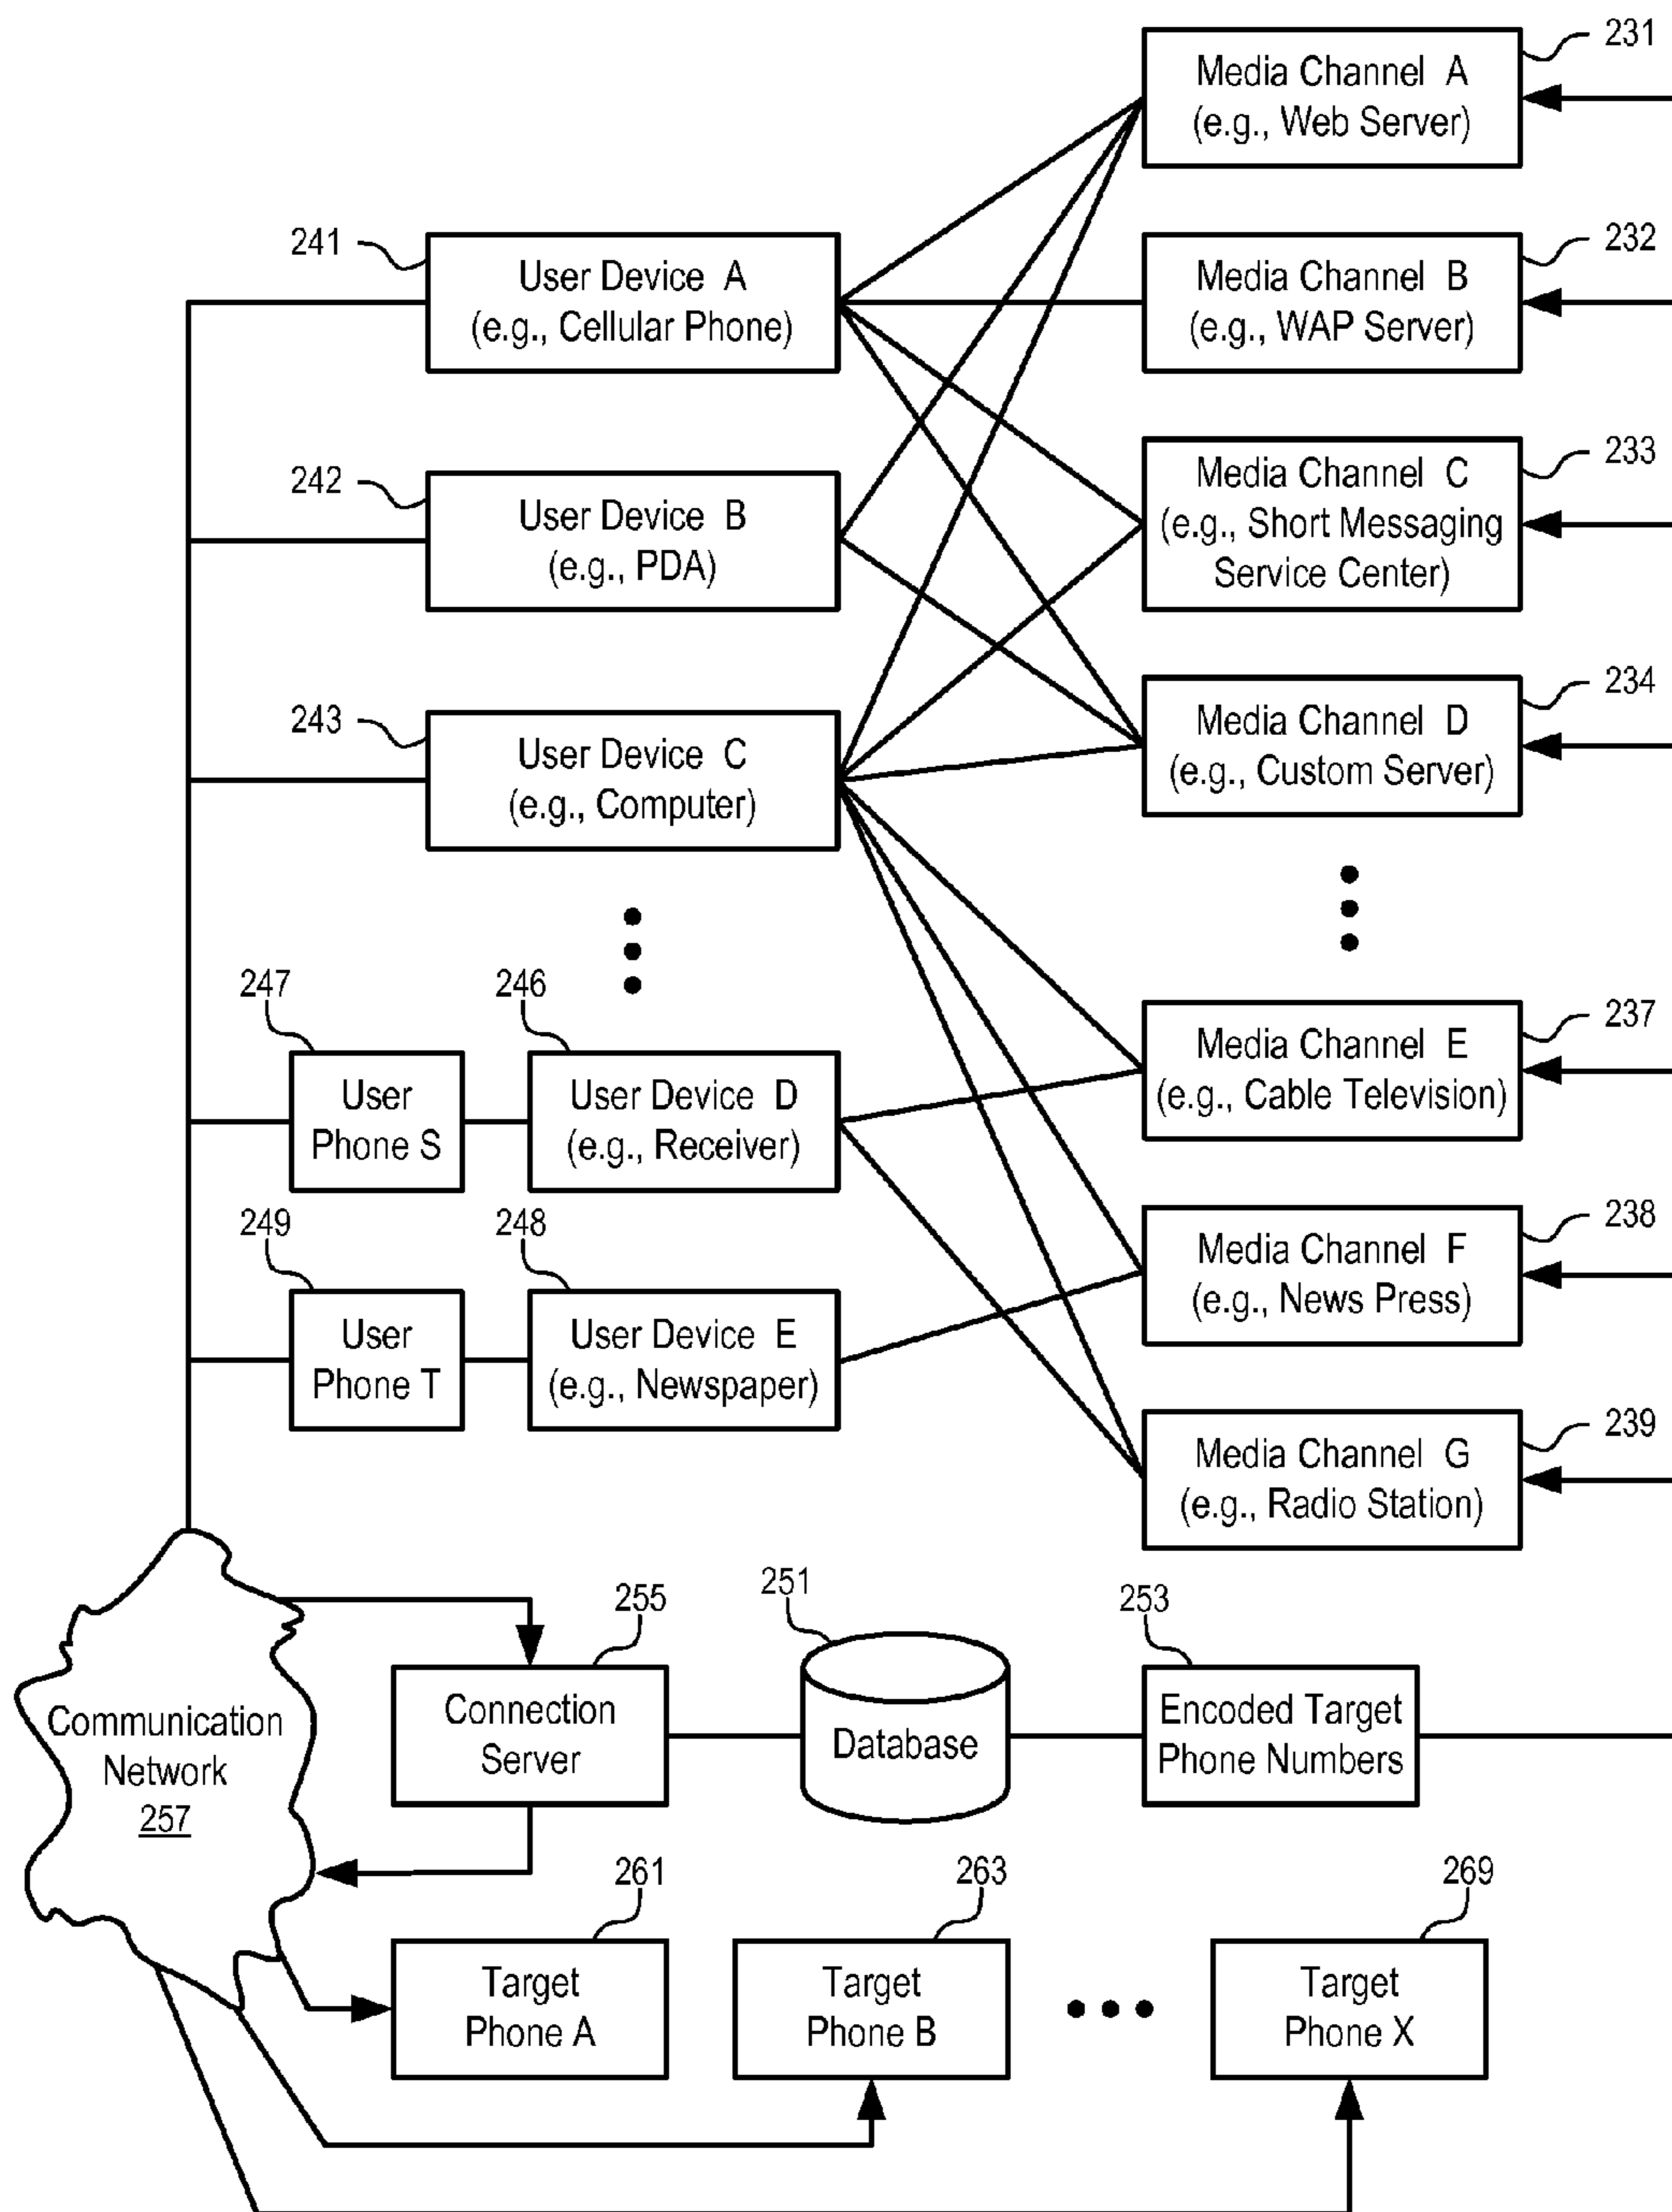 231
Media Channel A
(e.g., Web Server)
241
User Device A
(e.g., Cellular Phone)
232
Media Channel B
(e.g., WAP Server)
242
User Device B
(e.g., PDA)
233
Media Channel C
(e.g., Short Messaging
Service Center)
243
User Device C
(e.g., Computer)
234
Media Channel D
(e.g., Custom Server)
247
User
Phone S
246
User Device D
(e.g., Receiver)
237
Media Channel E
(e.g., Cable Television)
249
User
Phone T
248
User Device E
(e.g., Newspaper)
238
Media Channel F
(e.g., News Press)
239
Media Channel G
(e.g., Radio Station)
Communication
Network
257
255
Connection
Server
251
Database
253
Encoded Target
Phone Numbers
261
Target
Phone A
263
Target
Phone B
269
Target
Phone X